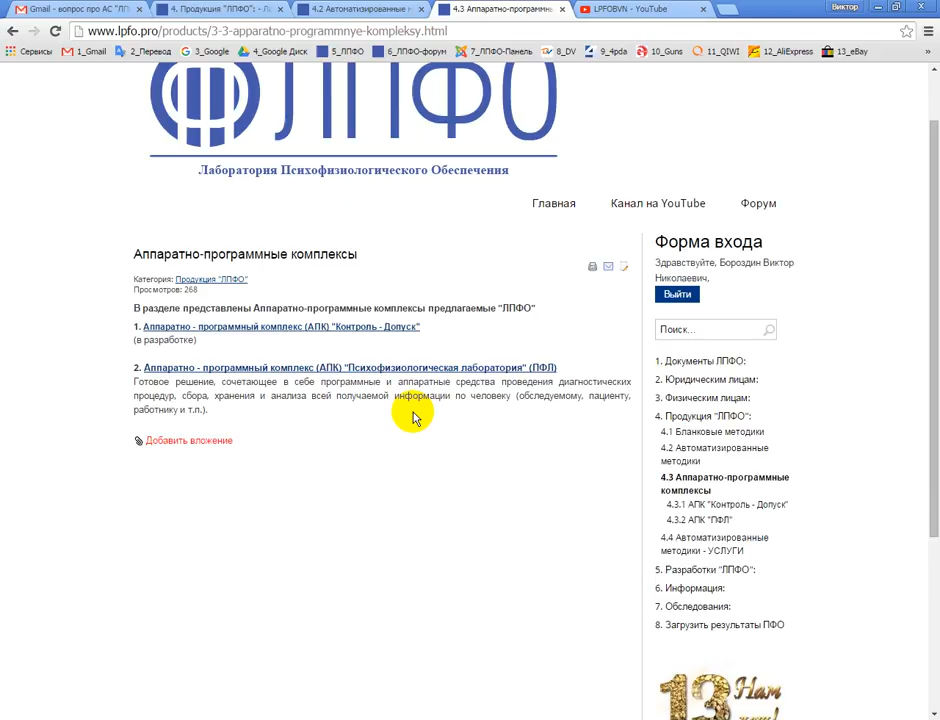 Gmail - вопрос про АС "ЛП
4. Продукция "ЛПФО": - Ла
4.2 Автоматизированные м
4.3 Аппаратно-программн
LPFOBVN - YouTube
Виктор
www.lpfo.pro/products/3-3-apparatno-programmnye-kompleksy.html
Сервисы 1_Gmail 2_Перевод 3_Google 4_Google Диск 5_ЛПФО 6_ЛПФО-форум 7_ЛПФО-Панель 8_DV 9_4pda 10_Guns 11_QIWI 12_AliExpress 13_eBay »
ЛПФО
Лаборатория Психофизиологического Обеспечения
Главная Канал на YouTube Форум
Аппаратно-программные комплексы
Категория: Продукция "ЛПФО"
Просмотров: 268
В разделе представлены Аппаратно-программные комплексы предлагаемые "ЛПФО"
1. Аппаратно - программный комплекс (АПК) "Контроль - Допуск"
(в разработке)
2. Аппаратно - программный комплекс (АПК) "Психофизиологическая лаборатория" (ПФЛ)
Готовое решение, сочетающее в себе программные и аппаратные средства проведения диагностических
процедур, сбора, хранения и анализа всей получаемой информации по человеку (обследуемому, пациенту,
работнику и т.п.).
Добавить вложение
Форма входа
Здравствуйте, Бороздин Виктор
Николаевич,
Выйти
Поиск...
1. Документы ЛПФО:
2. Юридическим лицам:
3. Физическим лицам:
4. Продукция "ЛПФО":
4.1 Бланковые методики
4.2 Автоматизированные
методики
4.3 Аппаратно-программные
комплексы
4.3.1 АПК "Контроль - Допуск"
4.3.2 АПК "ПФЛ"
4.4 Автоматизированные
методики - УСЛУГИ
5. Разработки "ЛПФО":
6. Информация:
7. Обследования:
8. Загрузить результаты ПФО
13 Нам